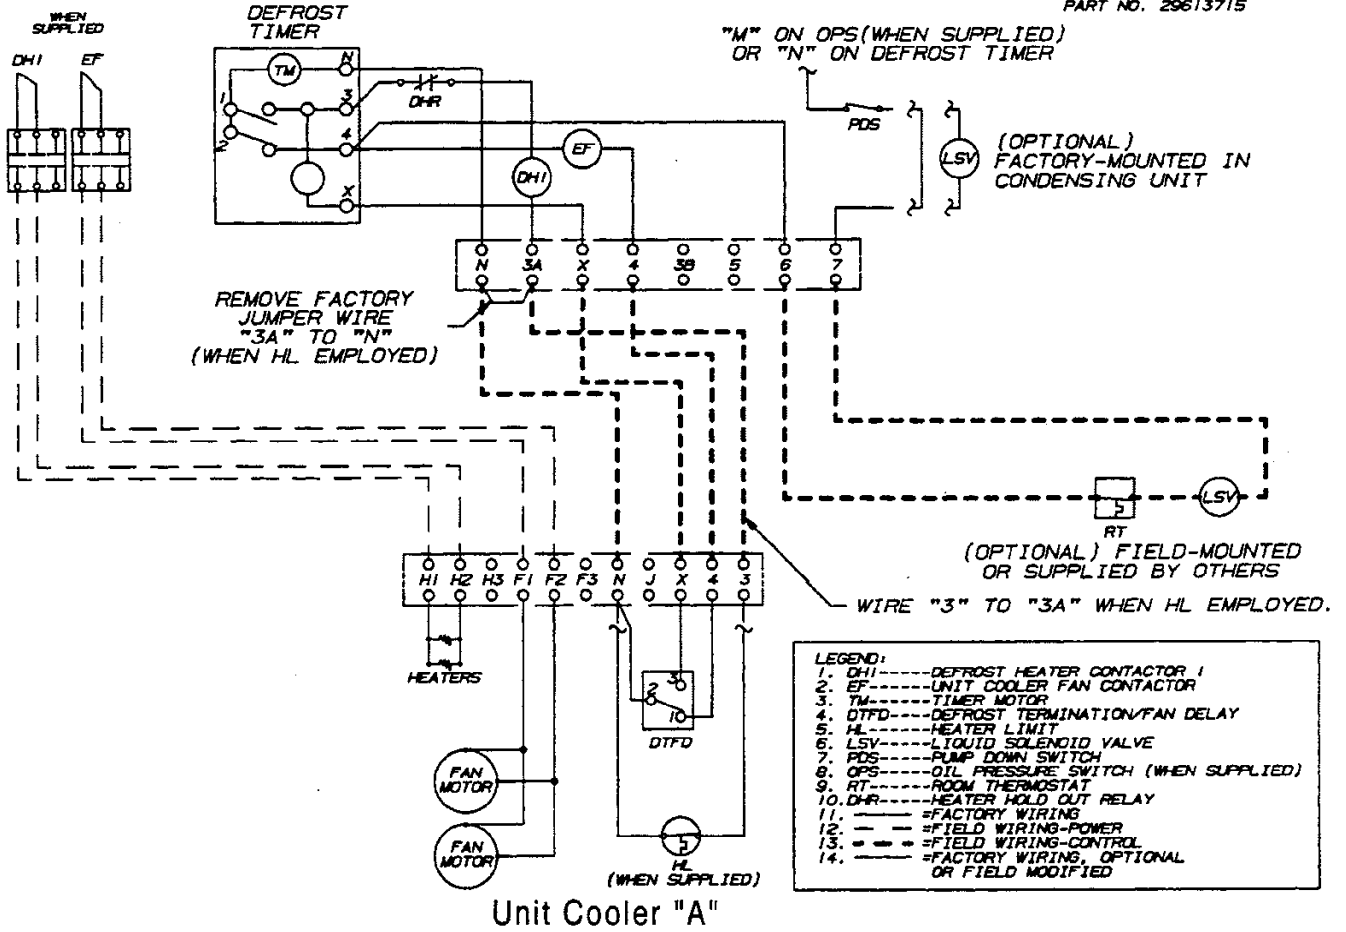 PART NO. 29613715
WHEN
SUPPLIED
DH1
EF
DEFROST
TIMER
TM
N
1
3
DHR
2
4
EF
DH1
X
"M" ON OPS(WHEN SUPPLIED)
OR "N" ON DEFROST TIMER
PDS
LSV
(OPTIONAL)
FACTORY-MOUNTED IN
CONDENSING UNIT
N 3A X 4 3B 5 6 7
REMOVE FACTORY
JUMPER WIRE
"3A" TO "N"
(WHEN HL EMPLOYED)
LSV
RT
(OPTIONAL) FIELD-MOUNTED
OR SUPPLIED BY OTHERS
WIRE "3" TO "3A" WHEN HL EMPLOYED.
H1 H2 H3 F1 F2 F3 N J X 4 3
HEATERS
3
2
1
DTFD
FAN
MOTOR
FAN
MOTOR
HL
(WHEN SUPPLIED)
Unit Cooler "A"
LEGEND:
1. DH1-----DEFROST HEATER CONTACTOR 1
2. EF------UNIT COOLER FAN CONTACTOR
3. TM------TIMER MOTOR
4. DTFD----DEFROST TERMINATION/FAN DELAY
5. HL------HEATER LIMIT
6. LSV-----LIQUID SOLENOID VALVE
7. PDS-----PUMP DOWN SWITCH
8. OPS-----OIL PRESSURE SWITCH (WHEN SUPPLIED)
9. RT------ROOM THERMOSTAT
10. DHR-----HEATER HOLD OUT RELAY
11. =FACTORY WIRING
12. =FIELD WIRING-POWER
13. =FIELD WIRING-CONTROL
14. =FACTORY WIRING, OPTIONAL
OR FIELD MODIFIED